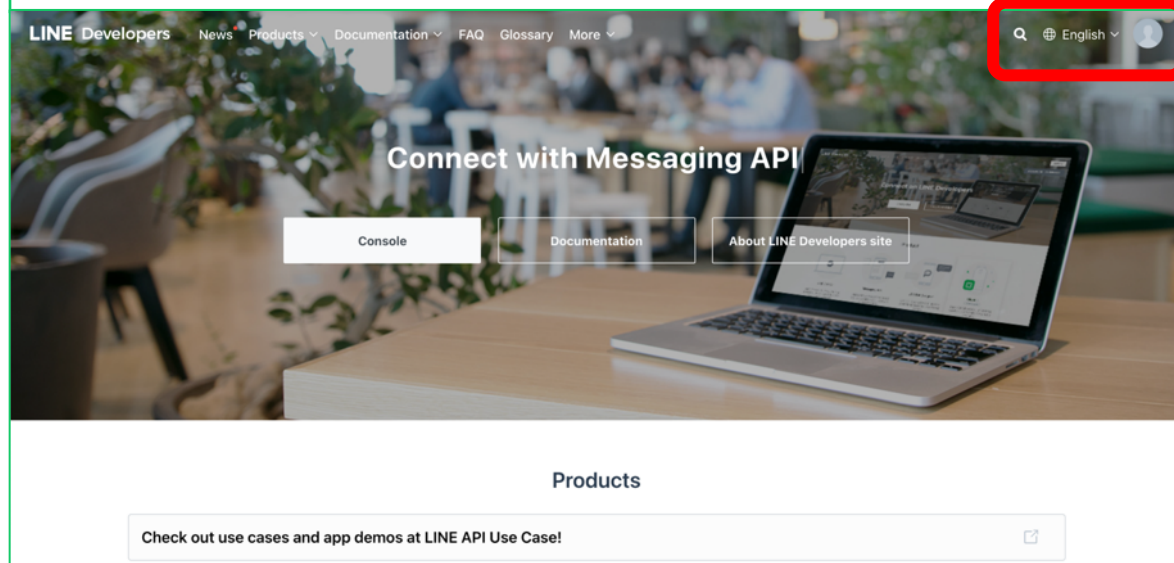 LINE Developers News Products Documentation FAQ Glossary More English
Connect with Messaging API
Console Documentation About LINE Developers site
Products
Check out use cases and app demos at LINE API Use Case!